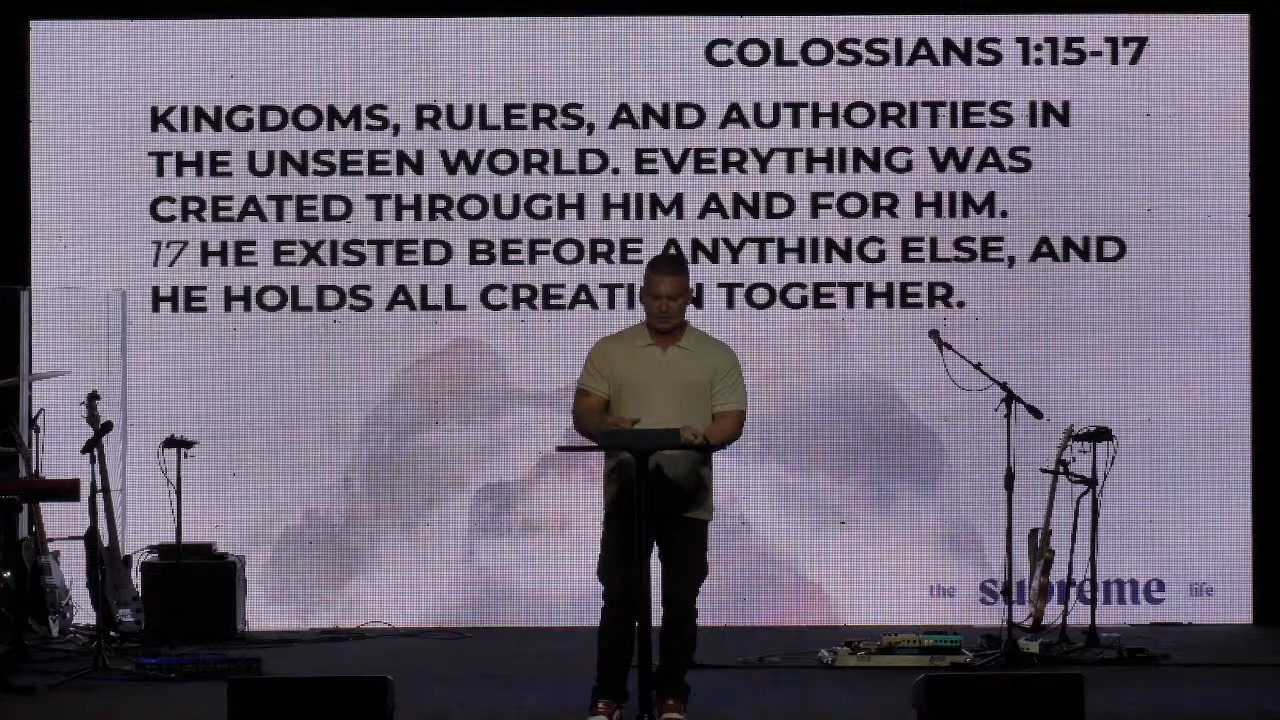 COLOSSIANS 1:15-17
KINGDOMS, RULERS, AND AUTHORITIES IN
THE UNSEEN WORLD. EVERYTHING WAS
CREATED THROUGH HIM AND FOR HIM.
17 HE EXISTED BEFORE ANYTHING ELSE, AND
HE HOLDS ALL CREATION TOGETHER.
the supreme life